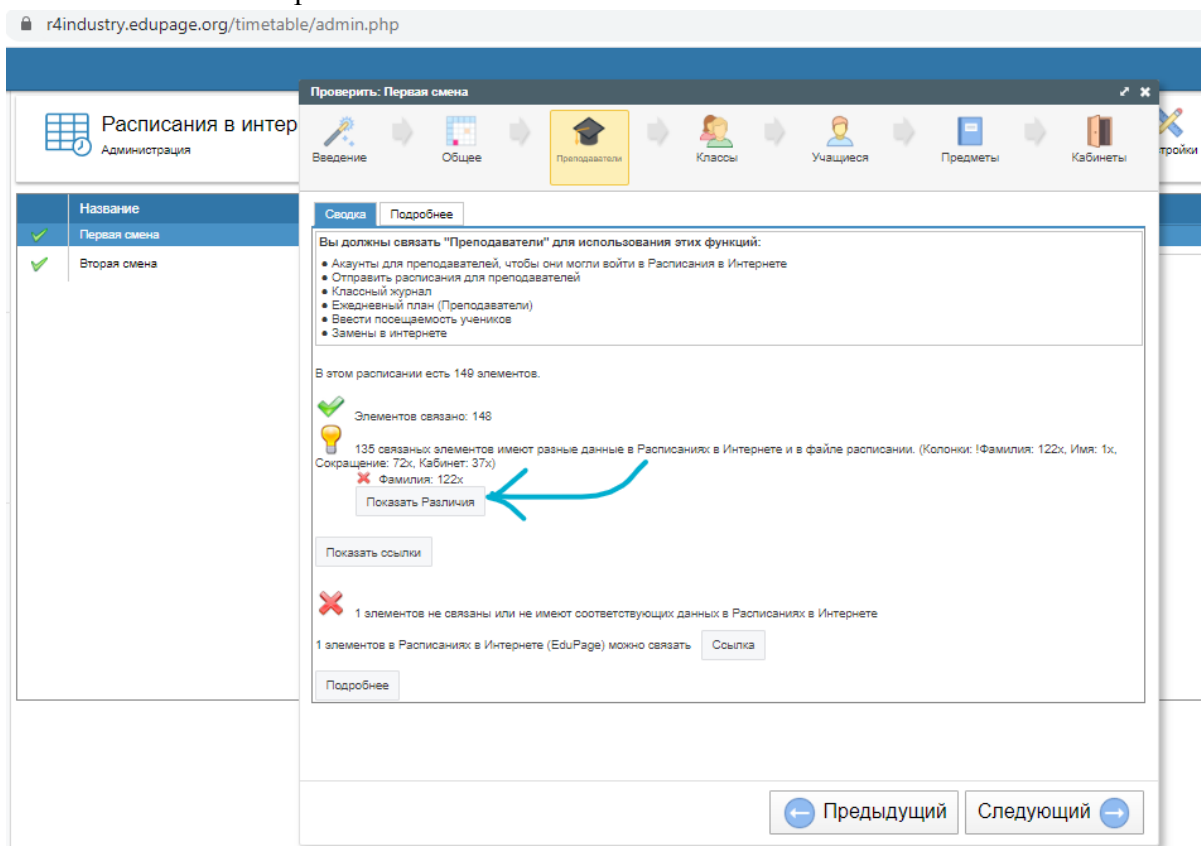 r4industry.edupage.org/timetable/admin.php
Проверить: Первая смена
Расписания в интер
Администрация
Введение
Общее
Преподаватели
Классы
Учащиеся
Предметы
Кабинеты
тройки
Название
Первая смена
Вторая смена
Сводка Подробнее
Вы должны связать "Преподаватели" для использования этих функций:
• Акаунты для преподавателей, чтобы они могли войти в Расписания в Интернете
• Отправить расписания для преподавателей
• Классный журнал
• Ежедневный план (Преподаватели)
• Ввести посещаемость учеников
• Замены в интернете
В этом расписании есть 149 элементов.
Элементов связано: 148
135 связаных элементов имеют разные данные в Расписаниях в Интернете и в файле расписании. (Колонки: !Фамилия: 122x, Имя: 1x,
Сокращение: 72x, Кабинет: 37x)
Фамилия: 122x
Показать Различия
Показать ссылки
1 элементов не связаны или не имеют соответствующих данных в Расписаниях в Интернете
1 элементов в Расписаниях в Интернете (EduPage) можно связать Ссылка
Подробнее
Предыдущий Следующий